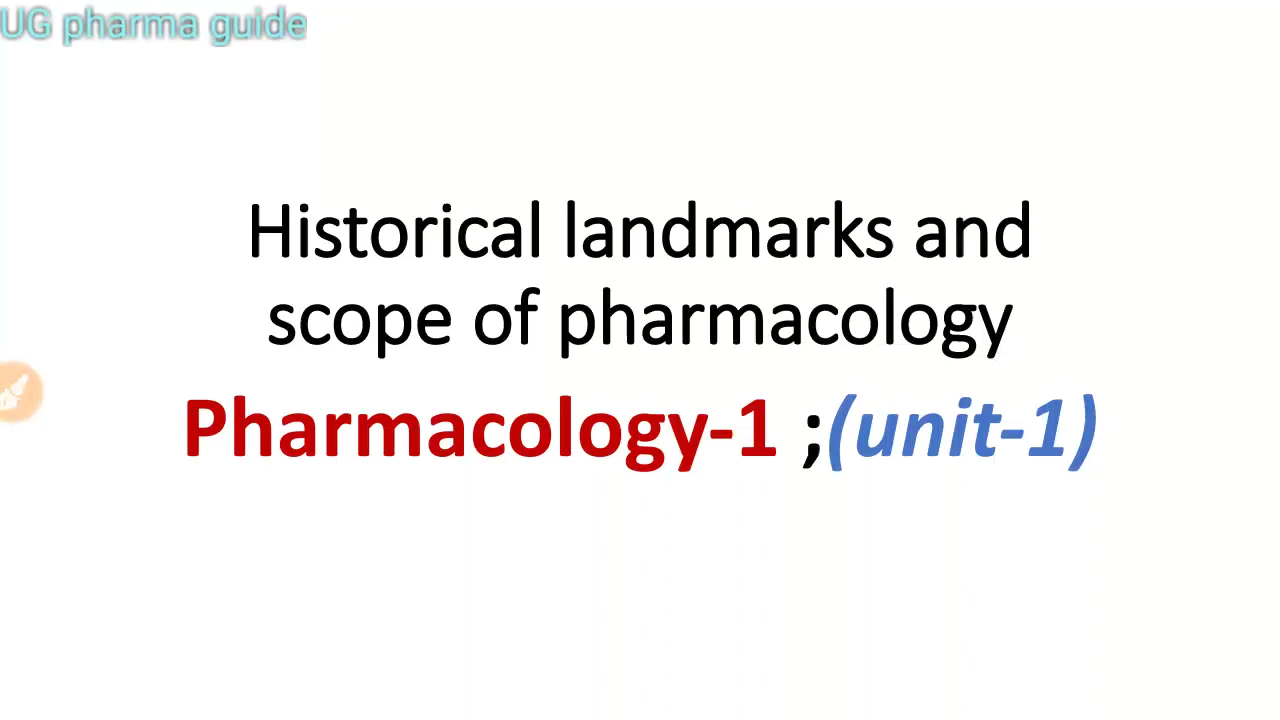 UG pharma guide
Historical landmarks and
scope of pharmacology
Pharmacology-1 ;(unit-1)